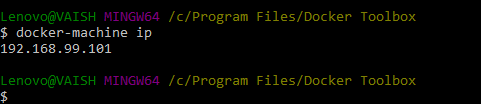 Lenovo@VAISH MINGW64 /c/Program Files/Docker Toolbox
$ docker-machine ip
192.168.99.101
Lenovo@VAISH MINGW64 /c/Program Files/Docker Toolbox
$